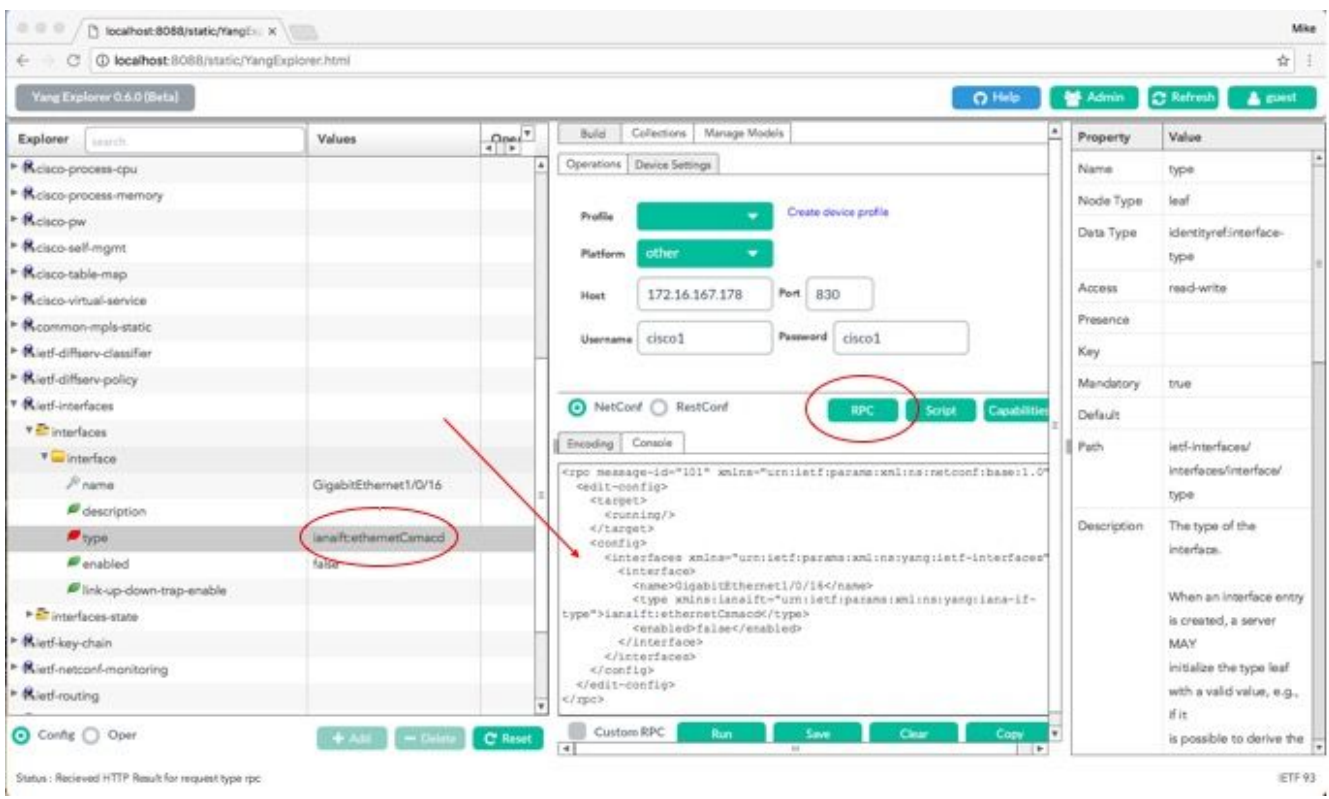 localhost:8088/static/YangEx
Mike
localhost:8088/static/YangExplorer.html
Yang Explorer 0.6.0 (Beta)
Help
Admin
Refresh
guest
Explorer
search
Values
Oper
cisco-process-cpu
cisco-process-memory
cisco-pw
cisco-self-mgmt
cisco-table-map
cisco-virtual-service
common-mpls-static
ietf-diffserv-classifier
ietf-diffserv-policy
ietf-interfaces
interfaces
interface
name GigabitEthernet1/0/16
description
type ianaift:ethernetCsmacd
enabled false
link-up-down-trap-enable
interfaces-state
ietf-key-chain
ietf-netconf-monitoring
ietf-routing
Config Oper
+ Add
Delete
Reset
Status : Recieved HTTP Result for request type rpc
Build Collections Manage Models
Operations Device Settings
Profile Create device profile
Platform other
Host 172.16.167.178 Port 830
Username cisco1 Password cisco1
NetConf RestConf RPC Script Capabilities
Encoding Console
<rpc message-id="101" xmlns="urn:ietf:params:xml:ns:netconf:base:1.0"
<edit-config>
<target>
<running/>
</target>
<config>
<interfaces xmlns="urn:ietf:params:xml:ns:yang:ietf-interfaces"
<interface>
<name>GigabitEthernet1/0/16</name>
<type xmlns:ianaift="urn:ietf:params:xml:ns:yang:iana-if-
type">ianaift:ethernetCsmacd</type>
<enabled>false</enabled>
</interface>
</interfaces>
</config>
</edit-config>
</rpc>
Custom RPC Run Save Clear Copy
Property Value
Name type
Node Type leaf
Data Type identityref:interface-
type
Access read-write
Presence
Key
Mandatory true
Default
Path ietf-interfaces/
interfaces/interface/
type
Description The type of the
interface.
When an interface entry
is created, a server
MAY
initialize the type leaf
with a valid value, e.g.,
if it
is possible to derive the
IETF 93